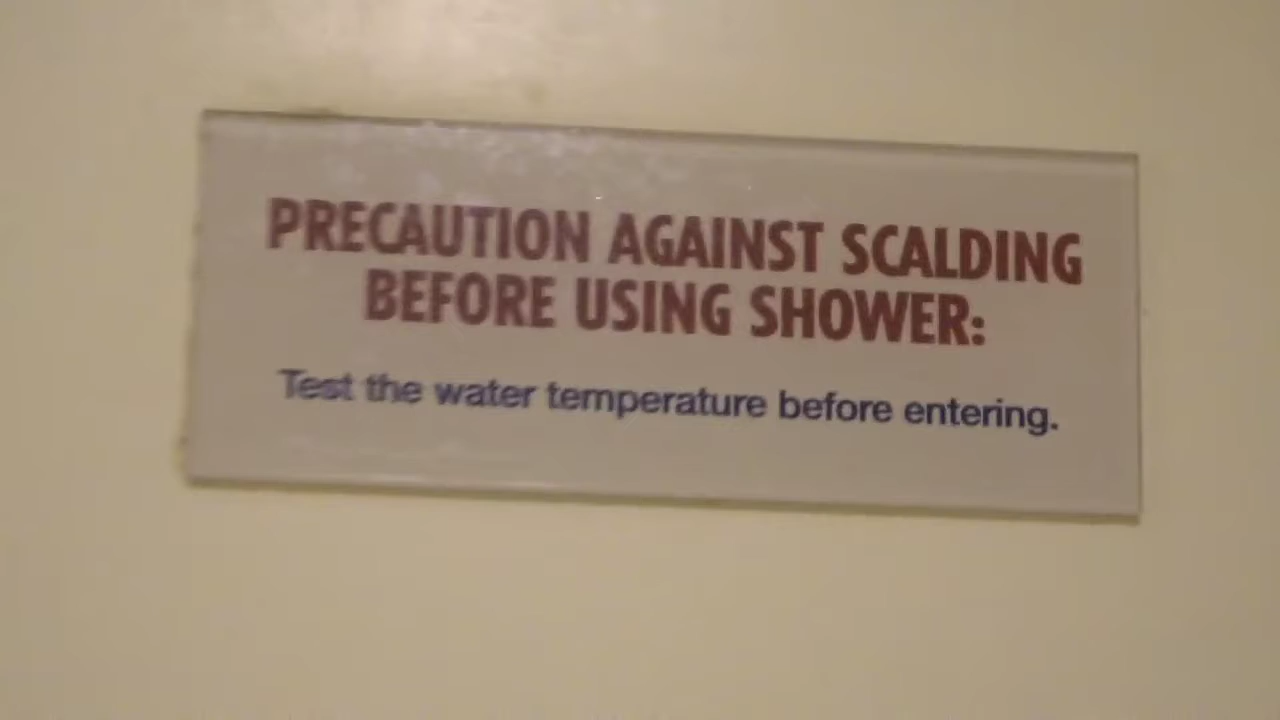 PRECAUTION AGAINST SCALDING
BEFORE USING SHOWER:
Test the water temperature before entering.